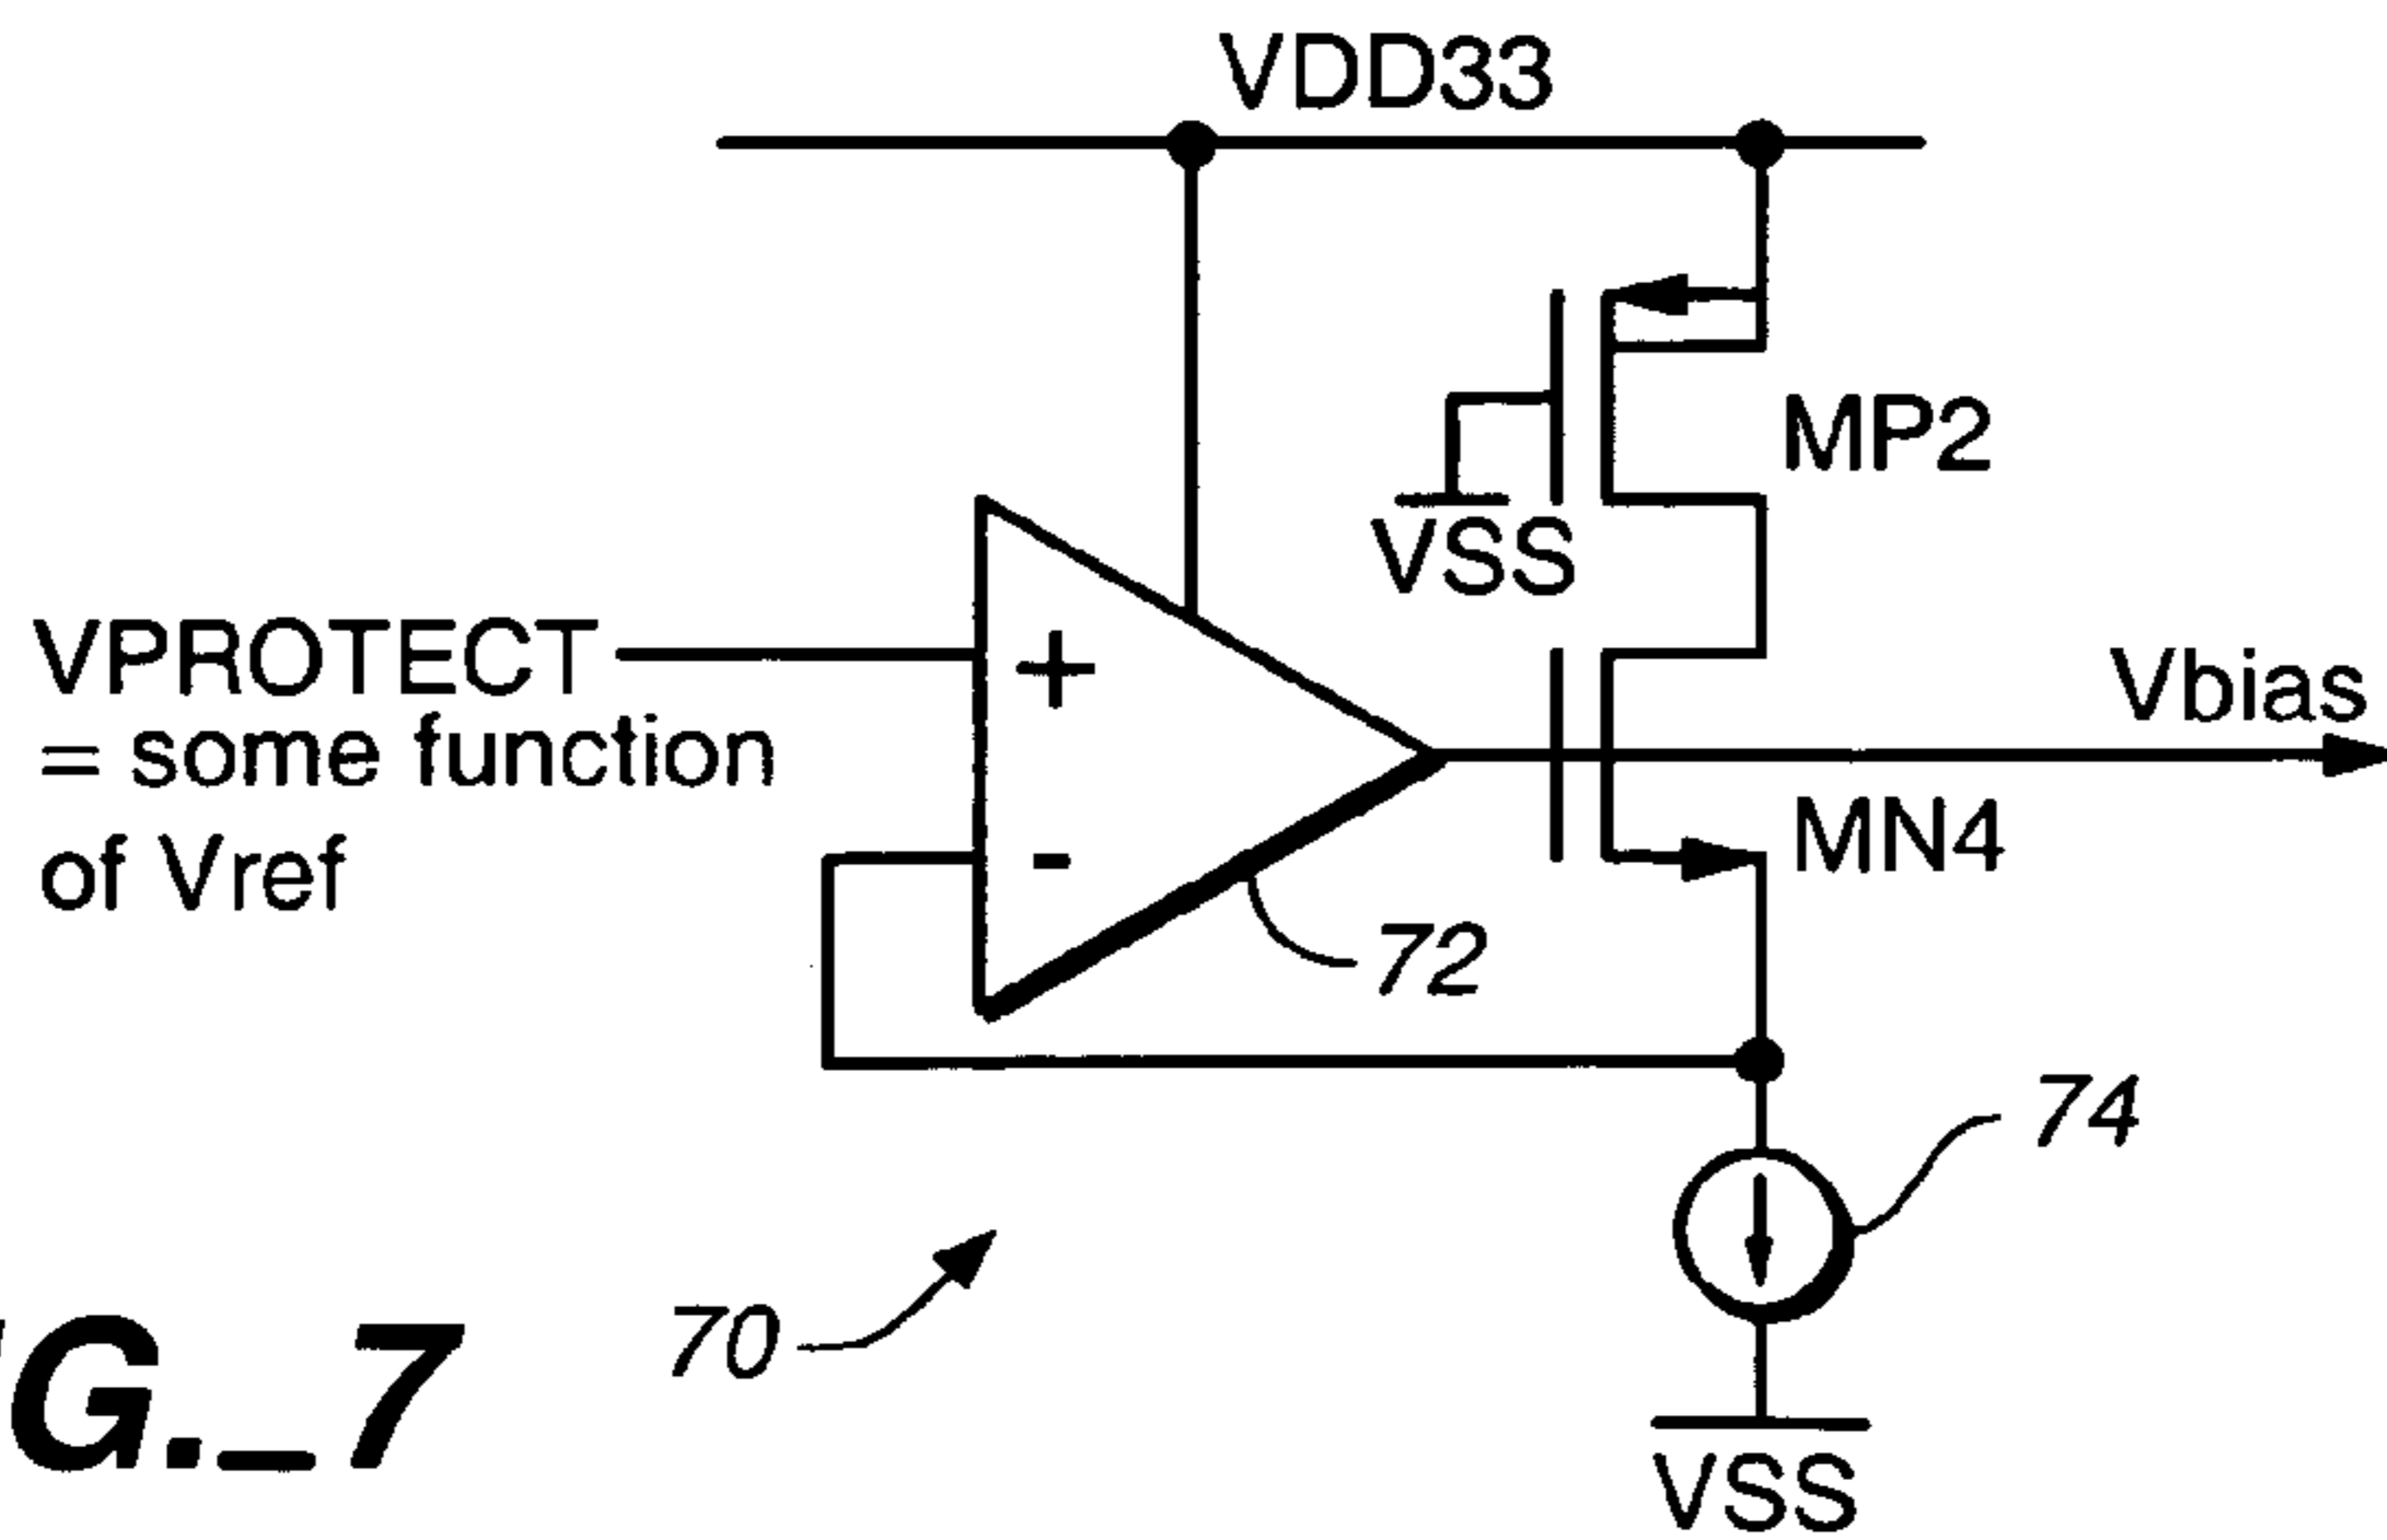 VDD33
MP2
VSS
VPROTECT
= some function
of Vref
+
-
Vbias
MN4
72
74
70
G._7
VSS